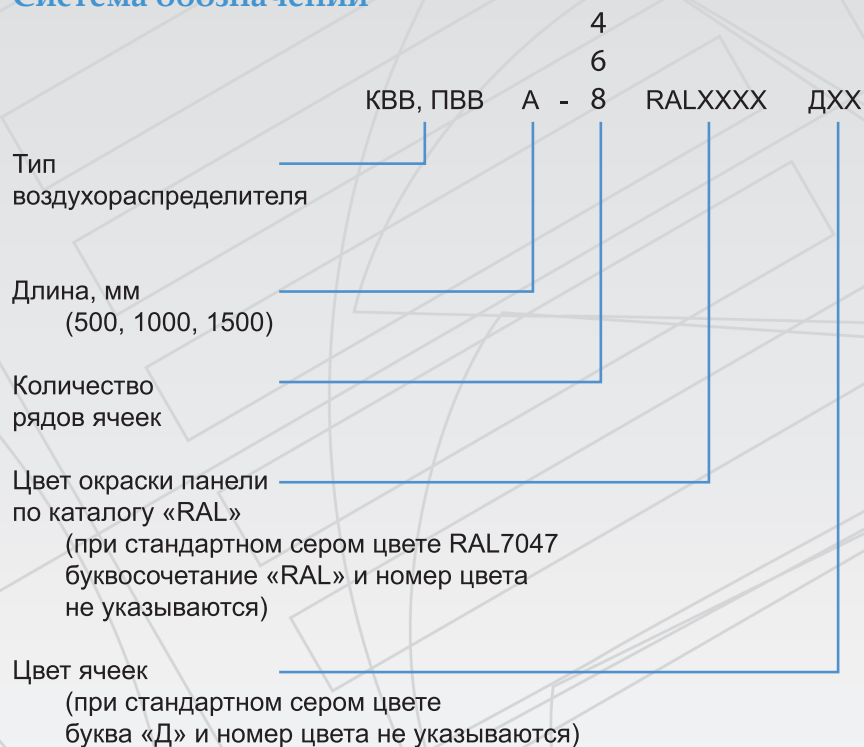 Система обозначений
4
6
КВВ, ПВВ А - 8 RALXXXX ДХХ
Тип
воздухораспределителя
Длина, мм
(500, 1000, 1500)
Количество
рядов ячеек
Цвет окраски панели
по каталогу «RAL»
(при стандартном сером цвете RAL7047
буквосочетание «RAL» и номер цвета
не указываются)
Цвет ячеек
(при стандартном сером цвете
буква «Д» и номер цвета не указываются)